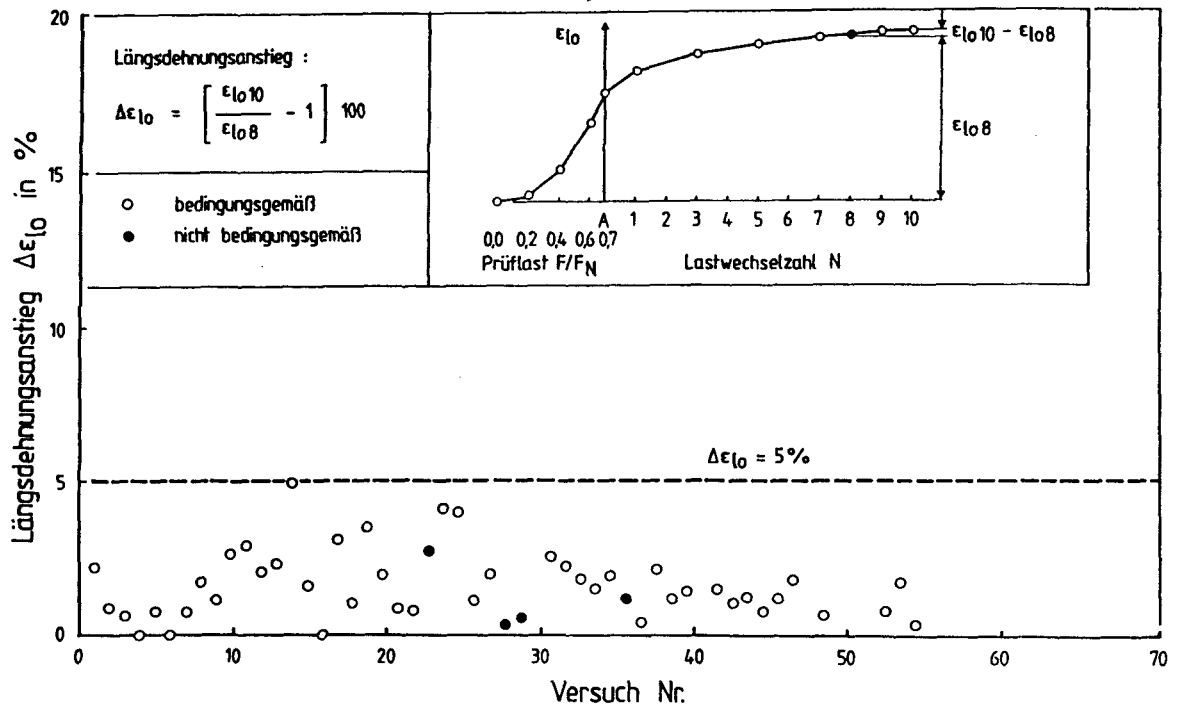 Längsdehnungsanstieg Δεlo in %
20
15
10
5
0
Längsdehnungsanstieg :
Δεlo = [ εlo10 / εlo8 - 1 ] 100
○ bedingungsgemäß
● nicht bedingungsgemäß
εlo
εlo10 - εlo8
εlo8
A 1 2 3 4 5 6 7 8 9 10
0,0 0,2 0,4 0,6 0,7
Prüflast F/FN Lastwechselzahl N
Δεlo = 5%
0 10 20 30 40 50 60 70
Versuch Nr.